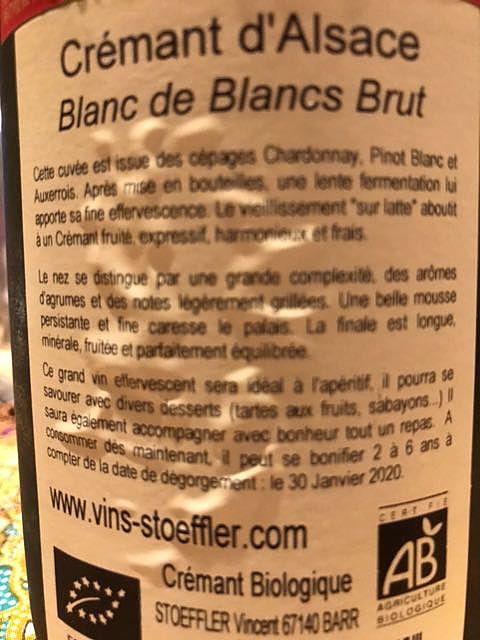 Crémant d'Alsace
Blanc de Blancs Brut
Cette cuvée est issue des cépages Chardonnay, Pinot Blanc et
Auxerrois. Après mise en bouteilles, une lente fermentation lui
apporte sa fine effervescence. Le vieillissement "sur latte" aboutit
à un Crémant fruité, expressif, harmonieux et frais.
Le nez se distingue par une grande complexité, des arômes
d'agrumes et des notes légèrement grillées. Une belle mousse
persistante et fine caresse le palais. La finale est longue,
minérale, fruitée et parfaitement équilibrée.
Ce grand vin effervescent sera idéal à l'apéritif, il pourra se
savourer avec divers desserts (tartes aux fruits, sabayons...) Il
saura également accompagner avec bonheur tout un repas. A
consommer dès maintenant, il peut se bonifier 2 à 6 ans à
compter de la date de dégorgement : le 30 Janvier 2020.
www.vins-stoeffler.com
CERTIFIÉ
AB
AGRICULTURE
BIOLOGIQUE
Crémant Biologique
STOEFFLER Vincent 67140 BARR